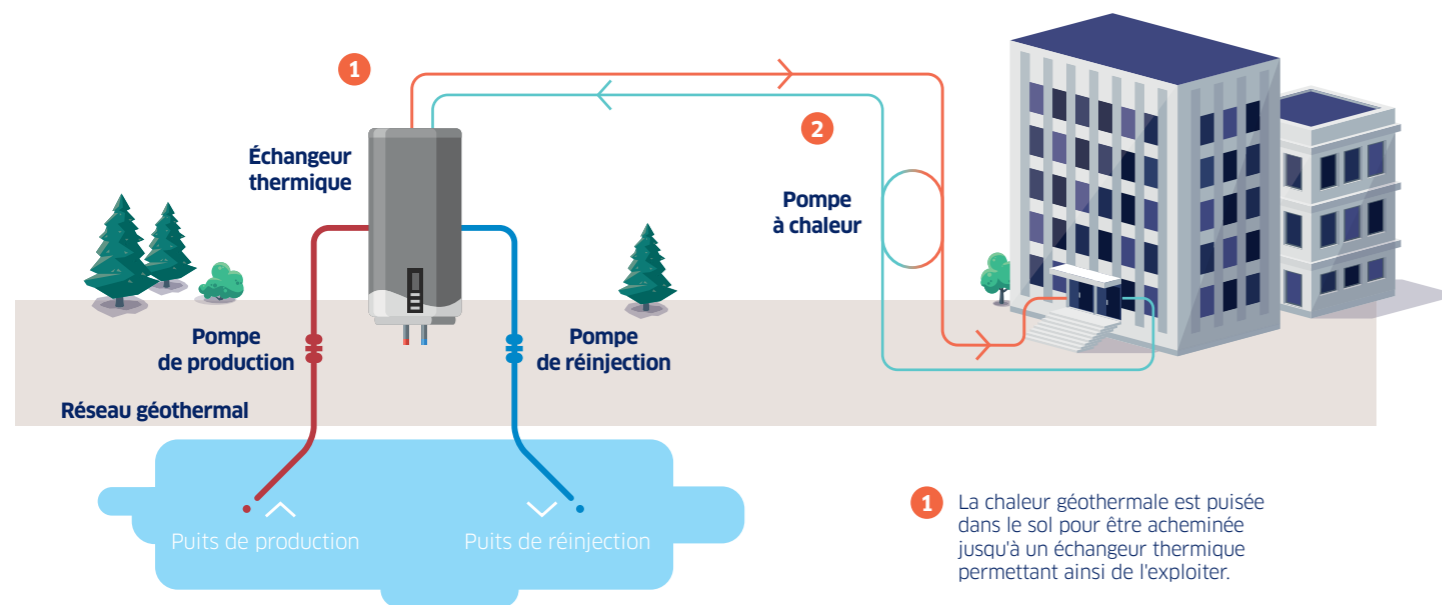 1
2
Échangeur
thermique
Pompe
à chaleur
Pompe
de production
Pompe
de réinjection
Réseau géothermal
Puits de production
Puits de réinjection
1
La chaleur géothermale est puisée
dans le sol pour être acheminée
jusqu'à un échangeur thermique
permettant ainsi de l'exploiter.